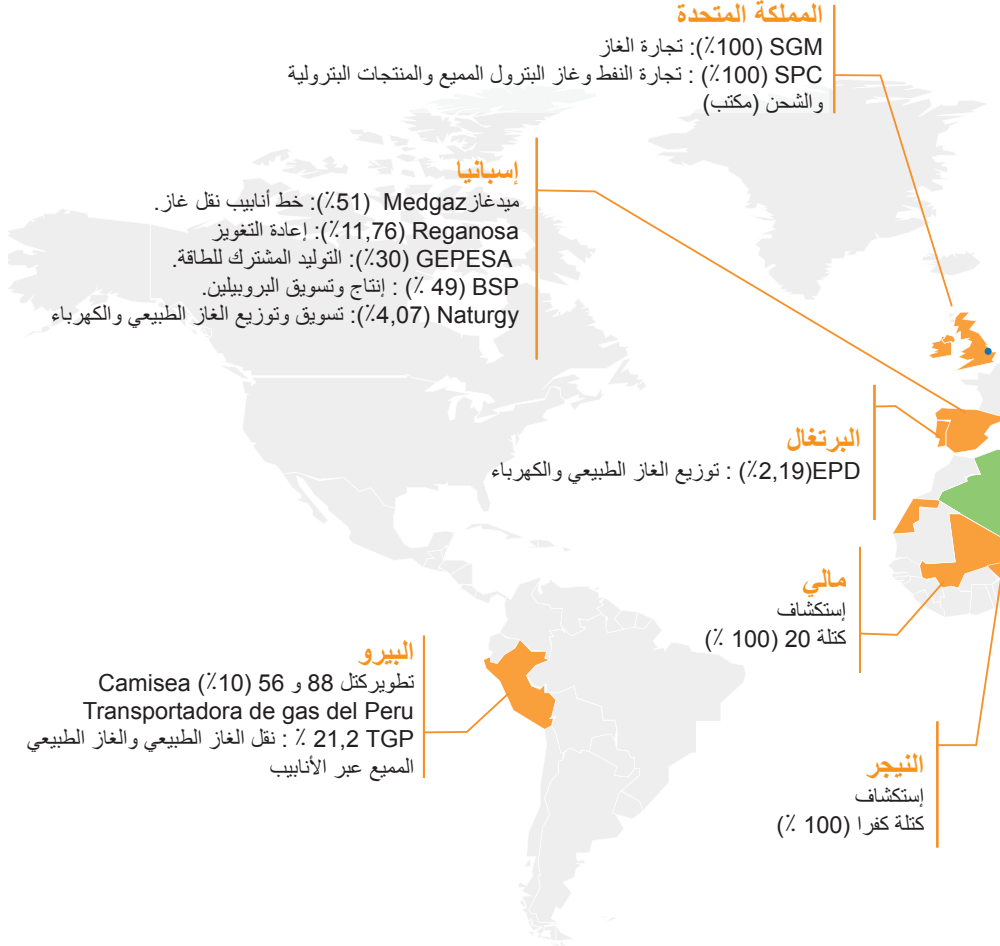 المملكة المتحدة
SGM (100٪): تجارة الغاز
SPC (100٪) : تجارة النفط وغاز البترول المميع والمنتجات البترولية
والشحن (مكتب)
إسبانيا
ميدغازMedgaz (51٪): خط أنابيب نقل غاز.
Reganosa (11,76٪): إعادة التغويز
GEPESA (30٪): التوليد المشترك للطاقة.
BSP (49 ٪) : إنتاج وتسويق البروبيلين.
Naturgy (4,07٪): تسويق وتوزيع الغاز الطبيعي والكهرباء
البرتغال
EPD(2,19٪) : توزيع الغاز الطبيعي والكهرباء
مالي
إستكشاف
كتلة 20 (100 ٪)
البيرو
تطويركتل 88 و 56 (10٪) Camisea
Transportadora de gas del Peru
TGP 21,2 ٪ : نقل الغاز الطبيعي والغاز الطبيعي
المميع عبر الأنابيب
النيجر
إستكشاف
كتلة كفرا (100 ٪)